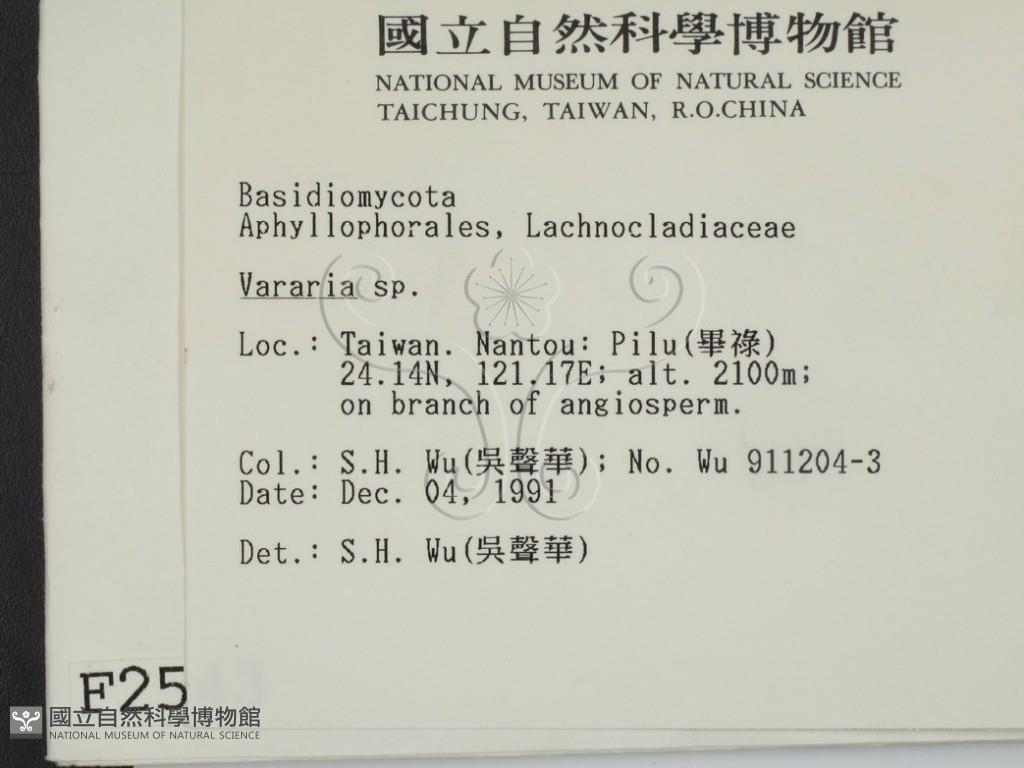 國立自然科學博物館
NATIONAL MUSEUM OF NATURAL SCIENCE
TAICHUNG, TAIWAN, R.O.CHINA
Basidiomycota
Aphyllophorales, Lachnocladiaceae
Vararia sp.
Loc.: Taiwan. Nantou: Pilu(畢祿)
24.14N, 121.17E; alt. 2100m;
on branch of angiosperm.
Col.: S.H. Wu(吳聲華); No. Wu 911204-3
Date: Dec. 04, 1991
Det.: S.H. Wu(吳聲華)
F25
國立自然科學博物館
NATIONAL MUSEUM OF NATURAL SCIENCE